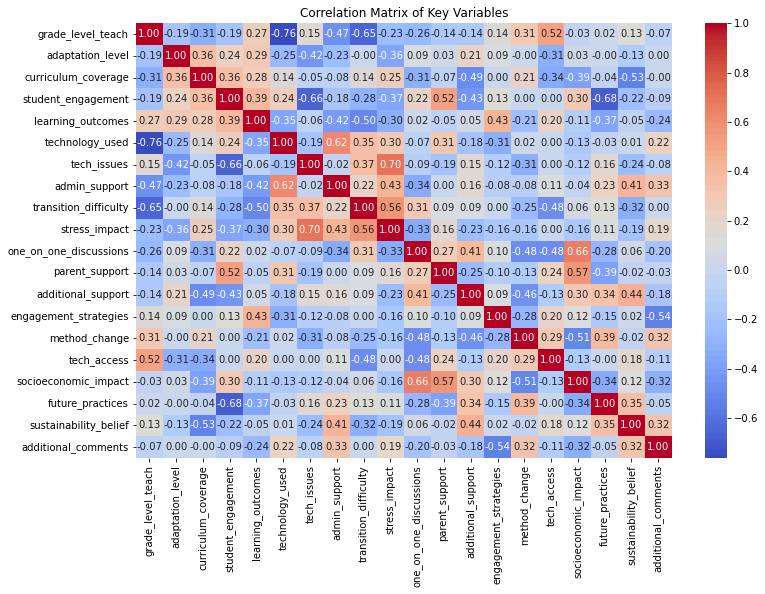 Correlation Matrix of Key Variables
grade_level_teach 1.00 -0.19 -0.31 -0.19 0.27 -0.76 0.15 -0.47 -0.65 -0.23 -0.26 -0.14 -0.14 0.14 0.31 0.52 -0.03 0.02 0.13 -0.07
adaptation_level -0.19 1.00 0.36 0.24 0.29 -0.25 -0.42 -0.23 -0.00 -0.36 0.09 0.03 0.21 0.09 -0.00 -0.31 0.03 -0.00 -0.13 0.00
curriculum_coverage -0.31 0.36 1.00 0.36 0.28 0.14 -0.05 -0.08 0.14 0.25 -0.31 -0.07 -0.49 0.00 0.21 -0.34 -0.39 -0.04 -0.53 -0.00
student_engagement -0.19 0.24 0.36 1.00 0.39 0.24 -0.66 -0.18 -0.28 -0.37 0.22 0.52 -0.43 0.13 0.00 0.00 0.30 -0.68 -0.22 -0.09
learning_outcomes 0.27 0.29 0.28 0.39 1.00 -0.35 -0.06 -0.42 -0.50 -0.30 0.02 -0.05 0.05 0.43 -0.21 0.20 -0.11 -0.37 -0.05 -0.24
technology_used -0.76 -0.25 0.14 0.24 -0.35 1.00 -0.19 0.62 0.35 0.30 -0.07 0.31 -0.18 -0.31 0.02 0.00 -0.13 -0.03 0.01 0.22
tech_issues 0.15 -0.42 -0.05 -0.66 -0.06 -0.19 1.00 -0.02 0.37 0.70 -0.09 -0.19 0.15 -0.12 -0.31 0.00 -0.12 0.16 -0.24 -0.08
admin_support -0.47 -0.23 -0.08 -0.18 -0.42 0.62 -0.02 1.00 0.22 0.43 -0.34 0.00 0.16 -0.08 -0.08 0.11 -0.04 0.23 0.41 0.33
transition_difficulty -0.65 -0.00 0.14 -0.28 -0.50 0.35 0.37 0.22 1.00 0.56 0.31 0.09 0.09 0.00 -0.25 -0.48 0.06 0.13 -0.32 0.00
stress_impact -0.23 -0.36 0.25 -0.37 -0.30 0.30 0.70 0.43 0.56 1.00 -0.33 0.16 -0.23 -0.16 -0.16 0.00 -0.16 0.11 -0.19 0.19
one_on_one_discussions -0.26 0.09 -0.31 0.22 0.02 -0.07 -0.09 -0.34 0.31 -0.33 1.00 0.27 0.41 0.10 -0.48 -0.48 0.66 -0.28 0.06 -0.20
parent_support -0.14 0.03 -0.07 0.52 -0.05 0.31 -0.19 0.00 0.09 0.16 0.27 1.00 -0.25 -0.10 -0.13 0.24 0.57 -0.39 -0.02 -0.03
additional_support -0.14 0.21 -0.49 -0.43 0.05 -0.18 0.15 0.16 0.09 -0.23 0.41 -0.25 1.00 0.09 -0.46 -0.13 0.30 0.34 0.44 -0.18
engagement_strategies 0.14 0.09 0.00 0.13 0.43 -0.31 -0.12 -0.08 0.00 -0.16 0.10 -0.10 0.09 1.00 -0.28 0.20 0.12 -0.15 0.02 -0.54
method_change 0.31 -0.00 0.21 0.00 -0.21 0.02 -0.31 -0.08 -0.25 -0.16 -0.48 -0.13 -0.46 -0.28 1.00 0.29 -0.51 0.39 -0.02 0.32
tech_access 0.52 -0.31 -0.34 0.00 0.20 0.00 0.00 0.11 -0.48 0.00 -0.48 0.24 -0.13 0.20 0.29 1.00 -0.13 -0.00 0.18 -0.11
socioeconomic_impact -0.03 0.03 -0.39 0.30 -0.11 -0.13 -0.12 -0.04 0.06 -0.16 0.66 0.57 0.30 0.12 -0.51 -0.13 1.00 -0.34 0.12 -0.32
future_practices 0.02 -0.00 -0.04 -0.68 -0.37 -0.03 0.16 0.23 0.13 0.11 -0.28 -0.39 0.34 -0.15 0.39 -0.00 -0.34 1.00 0.35 -0.05
sustainability_belief 0.13 -0.13 -0.53 -0.22 -0.05 0.01 -0.24 0.41 -0.32 -0.19 0.06 -0.02 0.44 0.02 -0.02 0.18 0.12 0.35 1.00 0.32
additional_comments -0.07 0.00 -0.00 -0.09 -0.24 0.22 -0.08 0.33 0.00 0.19 -0.20 -0.03 -0.18 -0.54 0.32 -0.11 -0.32 -0.05 0.32 1.00
grade_level_teach
adaptation_level
curriculum_coverage
student_engagement
learning_outcomes
technology_used
tech_issues
admin_support
transition_difficulty
stress_impact
one_on_one_discussions
parent_support
additional_support
engagement_strategies
method_change
tech_access
socioeconomic_impact
future_practices
sustainability_belief
additional_comments
1.0
0.8
0.6
0.4
0.2
0.0
−0.2
−0.4
−0.6